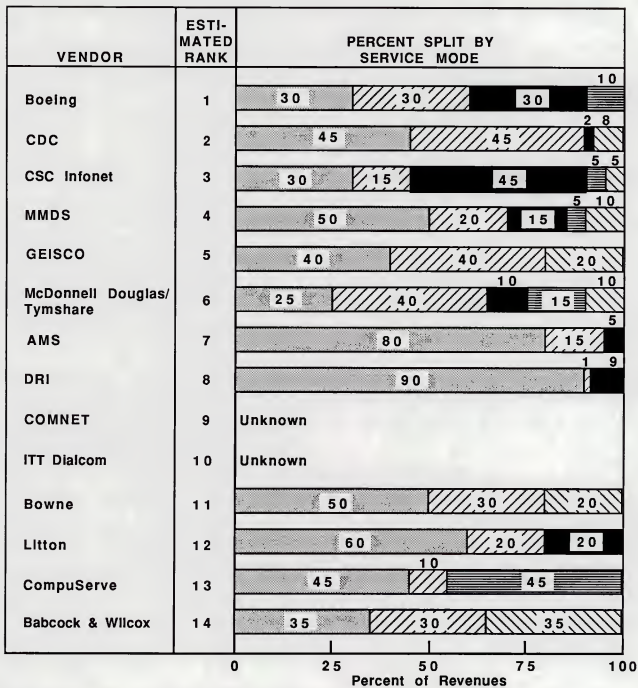 VENDOR
ESTI-
MATED
RANK
PERCENT SPLIT BY
SERVICE MODE
10
Boeing 1 30 30 30
2 8
CDC 2 45 45
5 5
CSC Infonet 3 30 15 45
5 10
MMDS 4 50 20 15
GEISCO 5 40 40 20
10 10
McDonnell Douglas/
Tymshare 6 25 40 15
5
AMS 7 80 15
1 9
DRI 8 90
COMNET 9 Unknown
ITT Dialcom 10 Unknown
Bowne 11 50 30 20
Litton 12 60 20 20
10
CompuServe 13 45 45
Babcock & Wilcox 14 35 30 35
0 25 50 75 100
Percent of Revenues